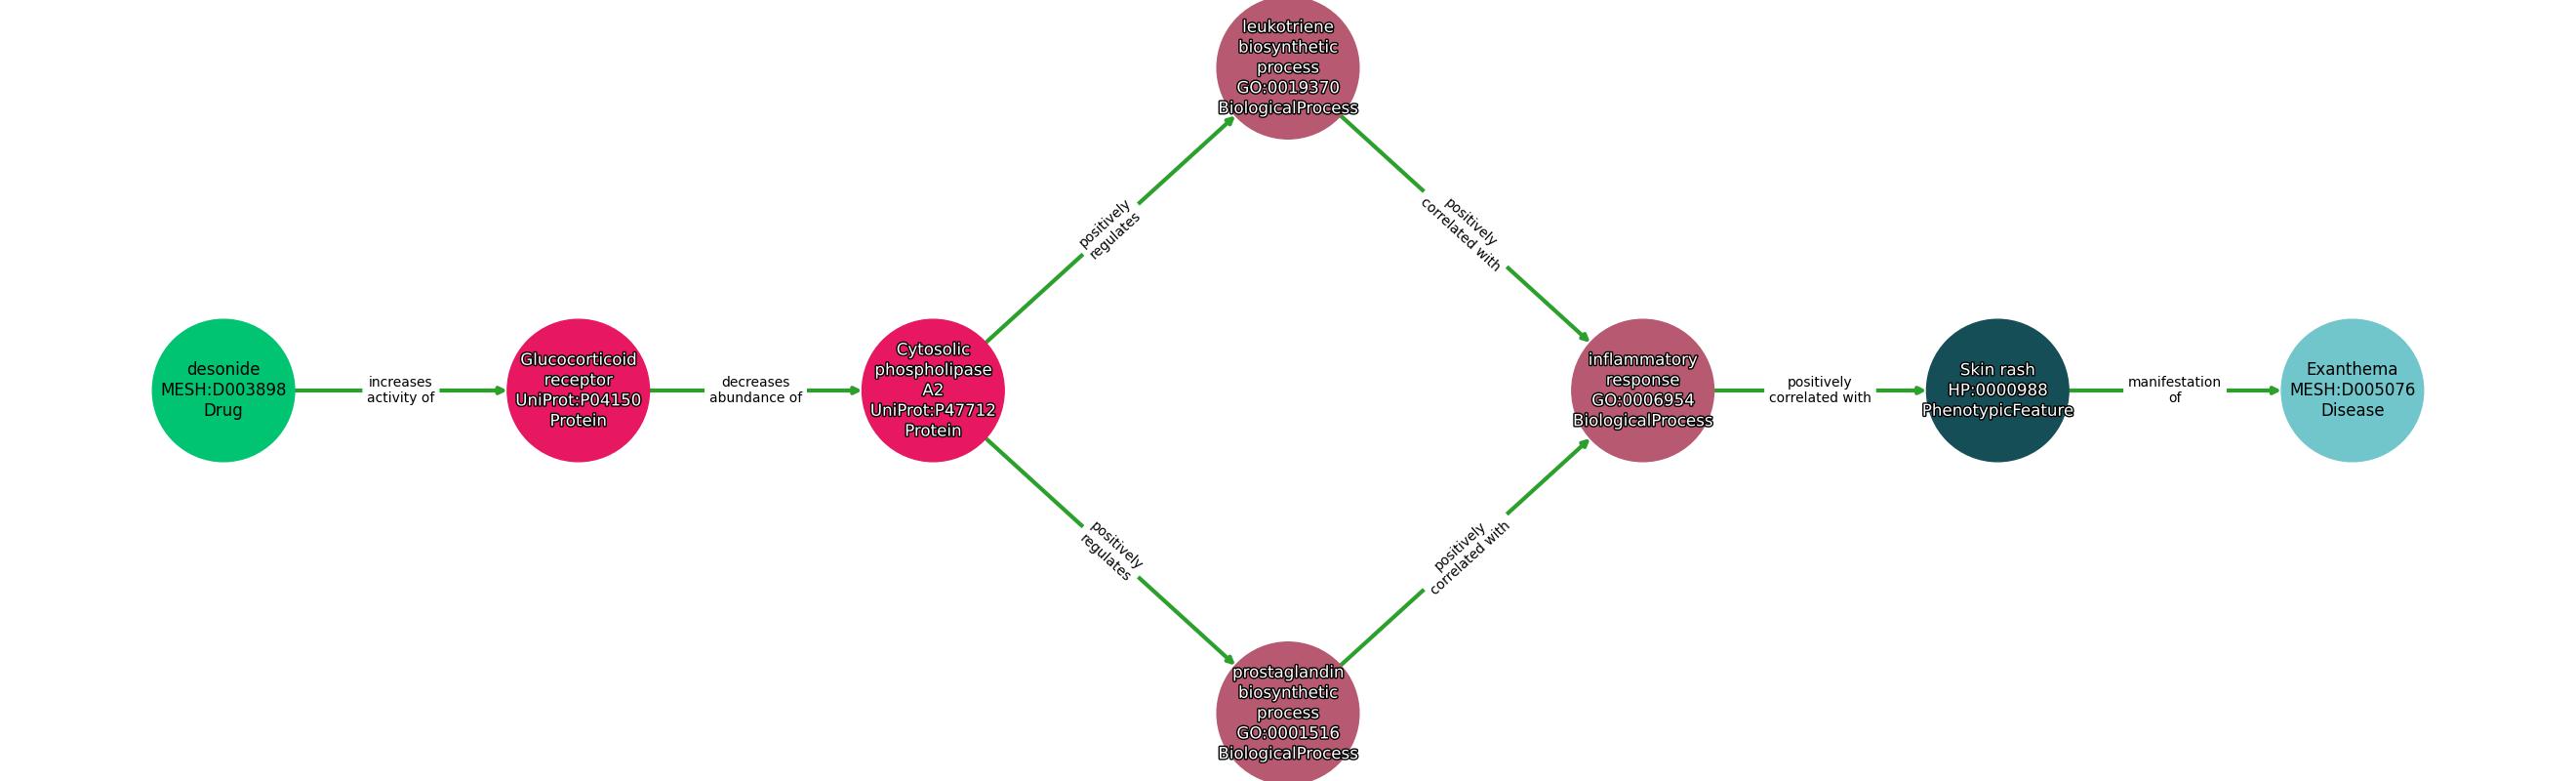 leukotriene
biosynthetic
process
GO:0019370
BiologicalProcess
positively
regulates
positively
correlated with
desonide
MESH:D003898
Drug
increases
activity of
Glucocorticoid
receptor
UniProt:P04150
Protein
decreases
abundance of
Cytosolic
phospholipase
A2
UniProt:P47712
Protein
inflammatory
response
GO:0006954
BiologicalProcess
positively
correlated with
Skin rash
HP:0000988
PhenotypicFeature
manifestation
of
Exanthema
MESH:D005076
Disease
positively
regulates
positively
correlated with
prostaglandin
biosynthetic
process
GO:0001516
BiologicalProcess